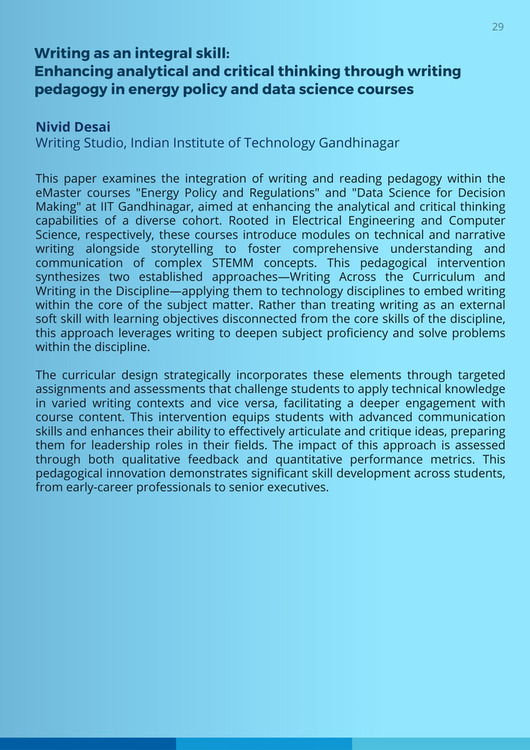 29
Writing as an integral skill:
Enhancing analytical and critical thinking through writing
pedagogy in energy policy and data science courses
Nivid Desai
Writing Studio, Indian Institute of Technology Gandhinagar
This paper examines the integration of writing and reading pedagogy within the
eMaster courses "Energy Policy and Regulations" and "Data Science for Decision
Making" at IIT Gandhinagar, aimed at enhancing the analytical and critical thinking
capabilities of a diverse cohort. Rooted in Electrical Engineering and Computer
Science, respectively, these courses introduce modules on technical and narrative
writing alongside storytelling to foster comprehensive understanding and
communication of complex STEMM concepts. This pedagogical intervention
synthesizes two established approaches—Writing Across the Curriculum and
Writing in the Discipline—applying them to technology disciplines to embed writing
within the core of the subject matter. Rather than treating writing as an external
soft skill with learning objectives disconnected from the core skills of the discipline,
this approach leverages writing to deepen subject proficiency and solve problems
within the discipline.
The curricular design strategically incorporates these elements through targeted
assignments and assessments that challenge students to apply technical knowledge
in varied writing contexts and vice versa, facilitating a deeper engagement with
course content. This intervention equips students with advanced communication
skills and enhances their ability to effectively articulate and critique ideas, preparing
them for leadership roles in their fields. The impact of this approach is assessed
through both qualitative feedback and quantitative performance metrics. This
pedagogical innovation demonstrates significant skill development across students,
from early-career professionals to senior executives.